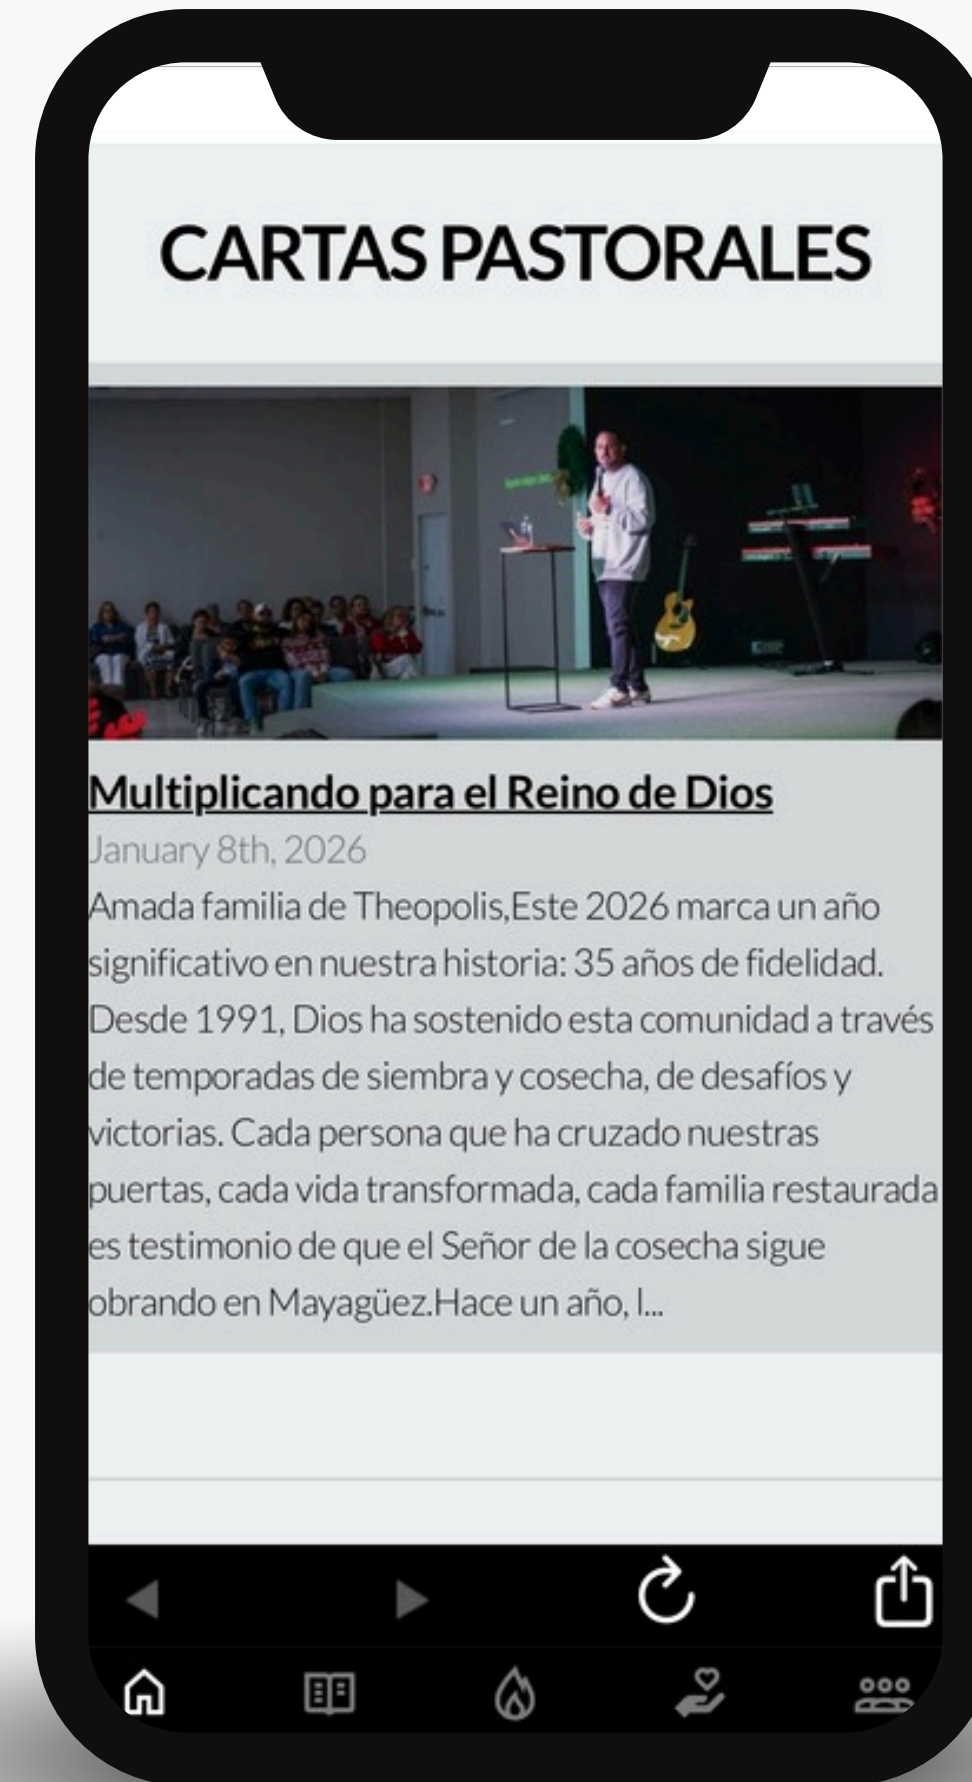 CARTAS PASTORALES
Multiplicando para el Reino de Dios
January 8th, 2026
Amada familia de Theopolis,Este 2026 marca un año
significativo en nuestra historia: 35 años de fidelidad.
Desde 1991, Dios ha sostenido esta comunidad a través
de temporadas de siembra y cosecha, de desafíos y
victorias. Cada persona que ha cruzado nuestras
puertas, cada vida transformada, cada familia restaurada
es testimonio de que el Señor de la cosecha sigue
obrando en Mayagüez.Hace un año, l...